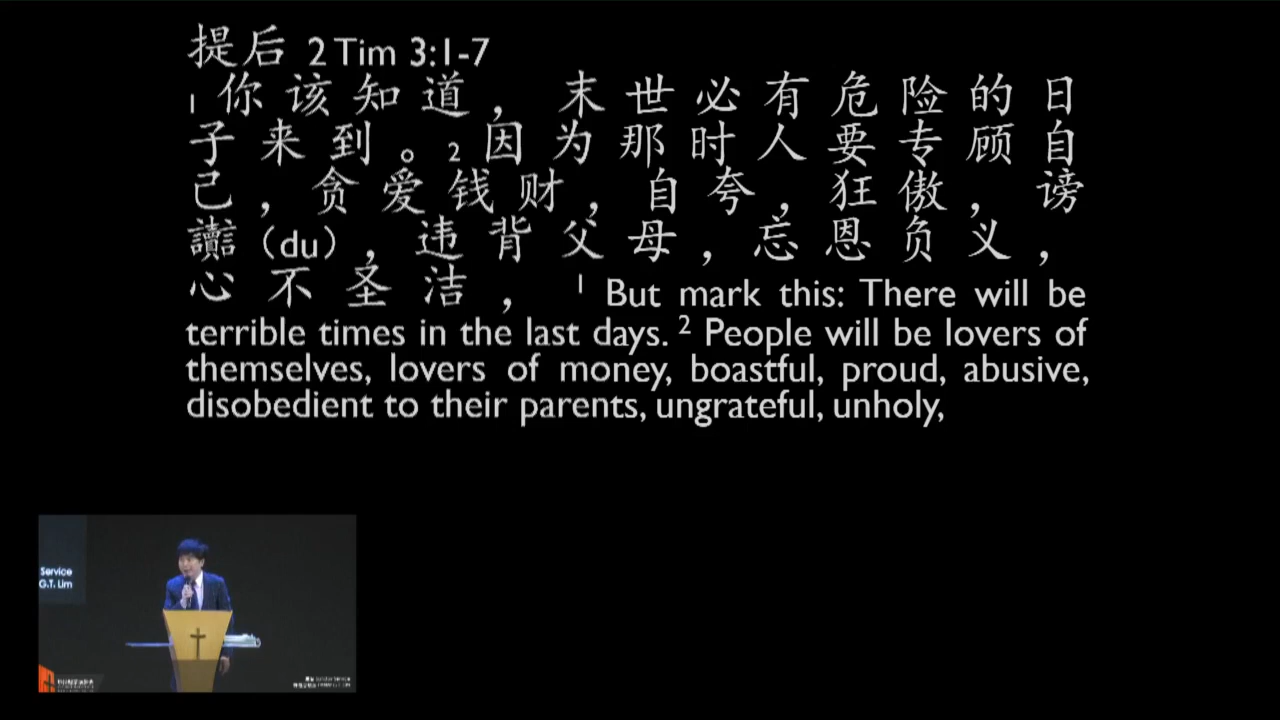 提后 2 Tim 3:1-7
1 你该知道，末世必有危险的日
子来到。2 因为那时人要专顾自
己，贪爱钱财，自夸，狂傲，谤
讟（du），违背父母，忘恩负义，
心不圣洁， 1 But mark this: There will be
terrible times in the last days. 2 People will be lovers of
themselves, lovers of money, boastful, proud, abusive,
disobedient to their parents, ungrateful, unholy,
Service
G.T. Lim